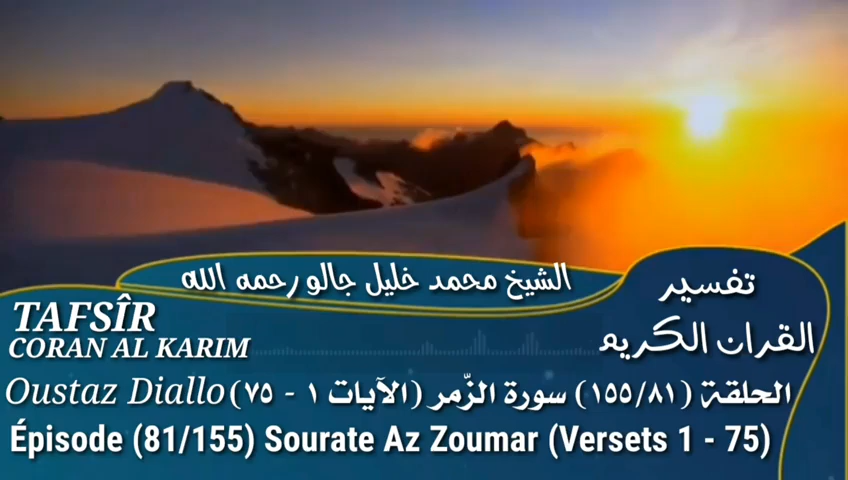 الشيخ محمد خليل جالو رحمه الله
تفسير
القران الكريم
TAFSÎR
CORAN AL KARIM
Oustaz Diallo
الحلقة (١٥٥/٨١) سورة الزّمر (الآيات ١ - ٧٥)
Épisode (81/155) Sourate Az Zoumar (Versets 1 - 75)